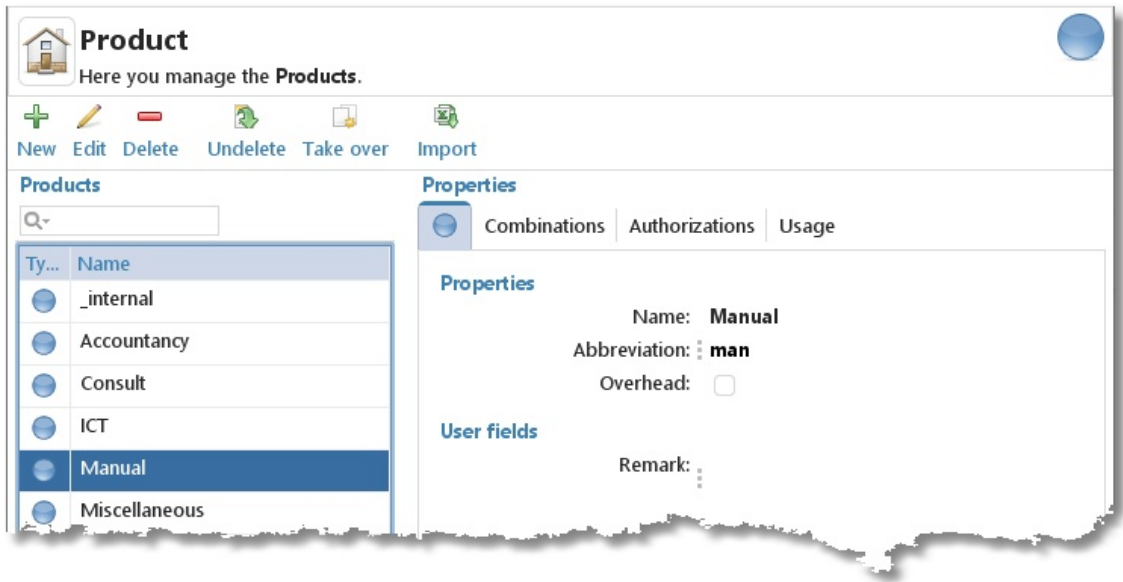 Product
Here you manage the Products.
New Edit Delete Undelete Take over Import
Products
Ty... Name
_internal
Accountancy
Consult
ICT
Manual
Miscellaneous
Properties
Combinations Authorizations Usage
Properties
Name: Manual
Abbreviation: man
Overhead:
User fields
Remark: